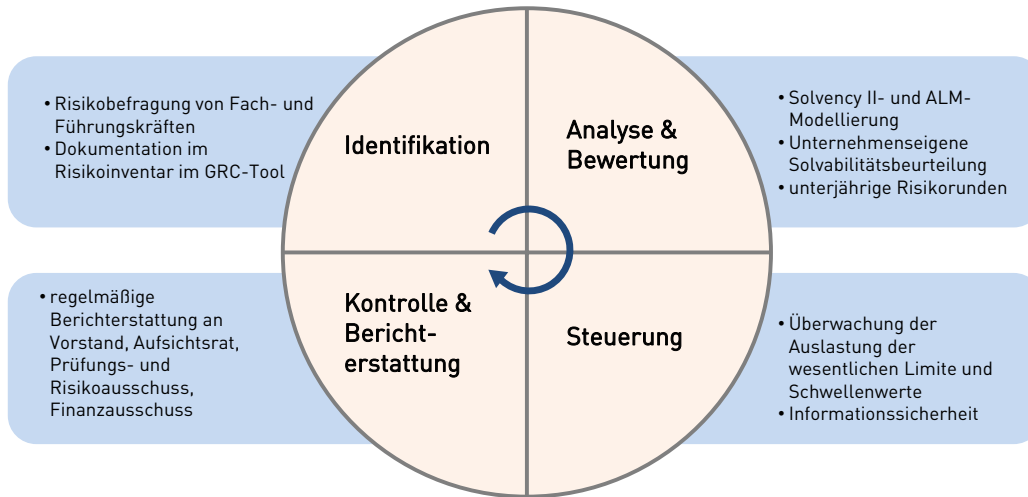 • Risikobefragung von Fach- und
Führungskräften
• Dokumentation im
Risikoinventar im GRC-Tool
Identifikation
Analyse &
Bewertung
• Solvency II- und ALM-
Modellierung
• Unternehmenseigene
Solvabilitätsbeurteilung
• unterjährige Risikorunden
• regelmäßige
Berichterstattung an
Vorstand, Aufsichtsrat,
Prüfungs- und
Risikoausschuss,
Finanzausschuss
Kontrolle &
Bericht-
erstattung
Steuerung
• Überwachung der
Auslastung der
wesentlichen Limite und
Schwellenwerte
• Informationssicherheit